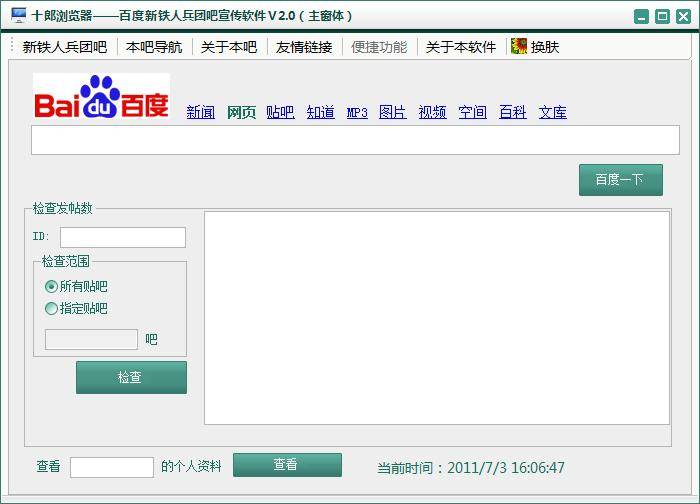 十郎浏览器——百度新铁人兵团吧宣传软件V2.0（主窗体）
新铁人兵团吧 本吧导航 关于本吧 友情链接 便捷功能 关于本软件 换肤
Bai du 百度 新闻 网页 贴吧 知道 MP3 图片 视频 空间 百科 文库
百度一下
检查发帖数
ID:
检查范围
所有贴吧
指定贴吧
吧
检查
查看 的个人资料 查看 当前时间：2011/7/3 16:06:47